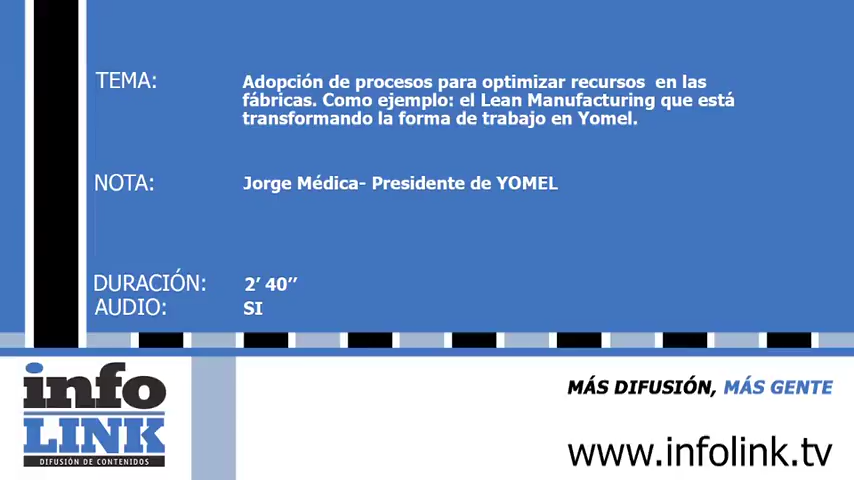 TEMA:
Adopción de procesos para optimizar recursos en las
fábricas. Como ejemplo: el Lean Manufacturing que está
transformando la forma de trabajo en Yomel.
NOTA:
Jorge Médica- Presidente de YOMEL
DURACIÓN:
2’ 40’’
AUDIO:
SI
info
LINK
DIFUSIÓN DE CONTENIDOS
MÁS DIFUSIÓN, MÁS GENTE
www.infolink.tv